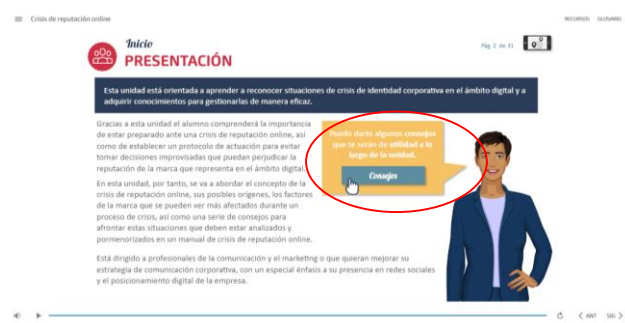 Crisis de reputación online
RECURSOS GLOSARIO
Inicio
PRESENTACIÓN
Pág. 2 de 31
Esta unidad está orientada a aprender a reconocer situaciones de crisis de identidad corporativa en el ámbito digital y a
adquirir conocimientos para gestionarlas de manera eficaz.
Gracias a esta unidad el alumno comprenderá la importancia
de estar preparado ante una crisis de reputación online, así
como de establecer un protocolo de actuación para evitar
tomar decisiones improvisadas que puedan perjudicar la
reputación de la marca que representa en el ámbito digital.
En esta unidad, por tanto, se va a abordar el concepto de la
crisis de reputación online, sus posibles orígenes, los factores
de la marca que se pueden ver más afectados durante un
proceso de crisis, así como una serie de consejos para
afrontar estas situaciones que deben estar analizados y
pormenorizados en un manual de crisis de reputación online.
Puedo darte algunos consejos
que te serán de utilidad a lo
largo de la unidad.
Consejos
Está dirigido a profesionales de la comunicación y el marketing o que quieran mejorar su
estrategia de comunicación corporativa, con un especial énfasis a su presencia en redes sociales
y el posicionamiento digital de la empresa.
ANT SIG